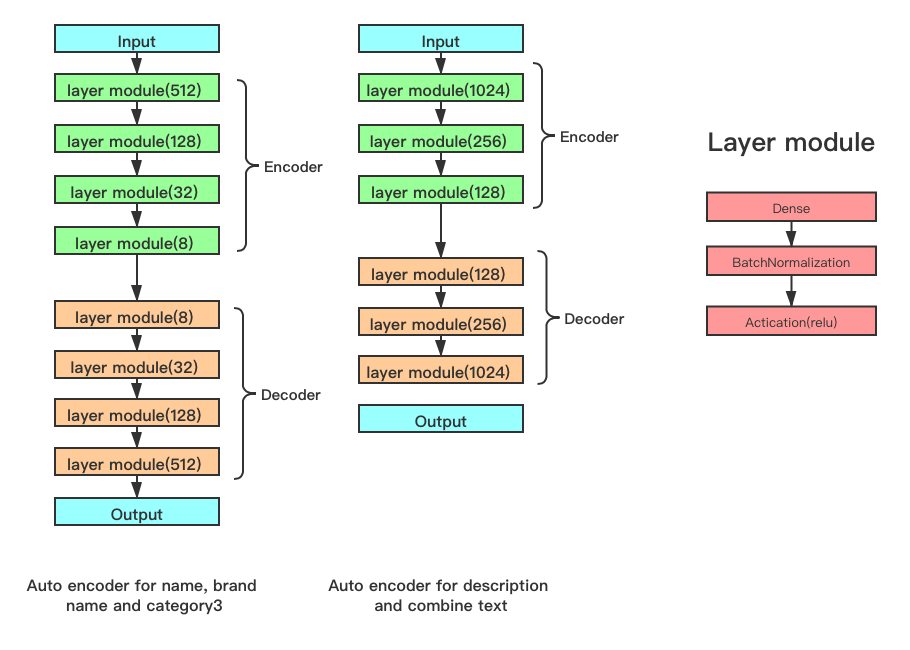 Input
layer module(512)
layer module(128)
layer module(32)
layer module(8)
Encoder
layer module(8)
layer module(32)
layer module(128)
layer module(512)
Decoder
Output
Auto encoder for name, brand
name and category3
Input
layer module(1024)
layer module(256)
layer module(128)
Encoder
layer module(128)
layer module(256)
layer module(1024)
Decoder
Output
Auto encoder for description
and combine text
Layer module
Dense
BatchNormalization
Actication(relu)